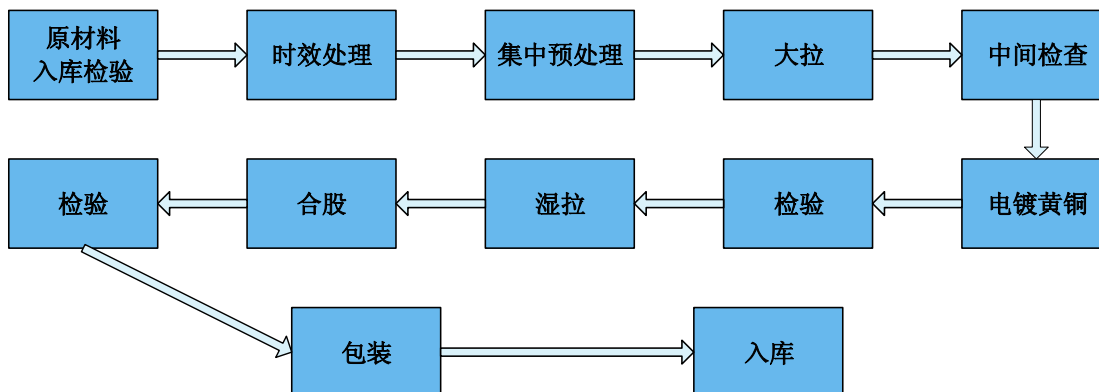 原材料
入库检验
时效处理
集中预处理
大拉
中间检查
电镀黄铜
检验
湿拉
合股
检验
包装
入库